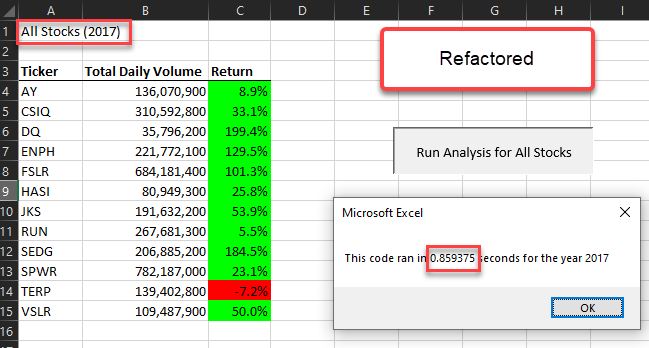 A B C D E F G H I
1 All Stocks (2017)
2
3 Ticker Total Daily Volume Return
4 AY 136,070,900 8.9%
5 CSIQ 310,592,800 33.1%
6 DQ 35,796,200 199.4%
7 ENPH 221,772,100 129.5%
8 FSLR 684,181,400 101.3%
9 HASI 80,949,300 25.8%
10 JKS 191,632,200 53.9%
11 RUN 267,681,300 5.5%
12 SEDG 206,885,200 184.5%
13 SPWR 782,187,000 23.1%
14 TERP 139,402,800 -7.2%
15 VSLR 109,487,900 50.0%
16
Refactored
Run Analysis for All Stocks
Microsoft Excel
This code ran in 0.859375 seconds for the year 2017
OK